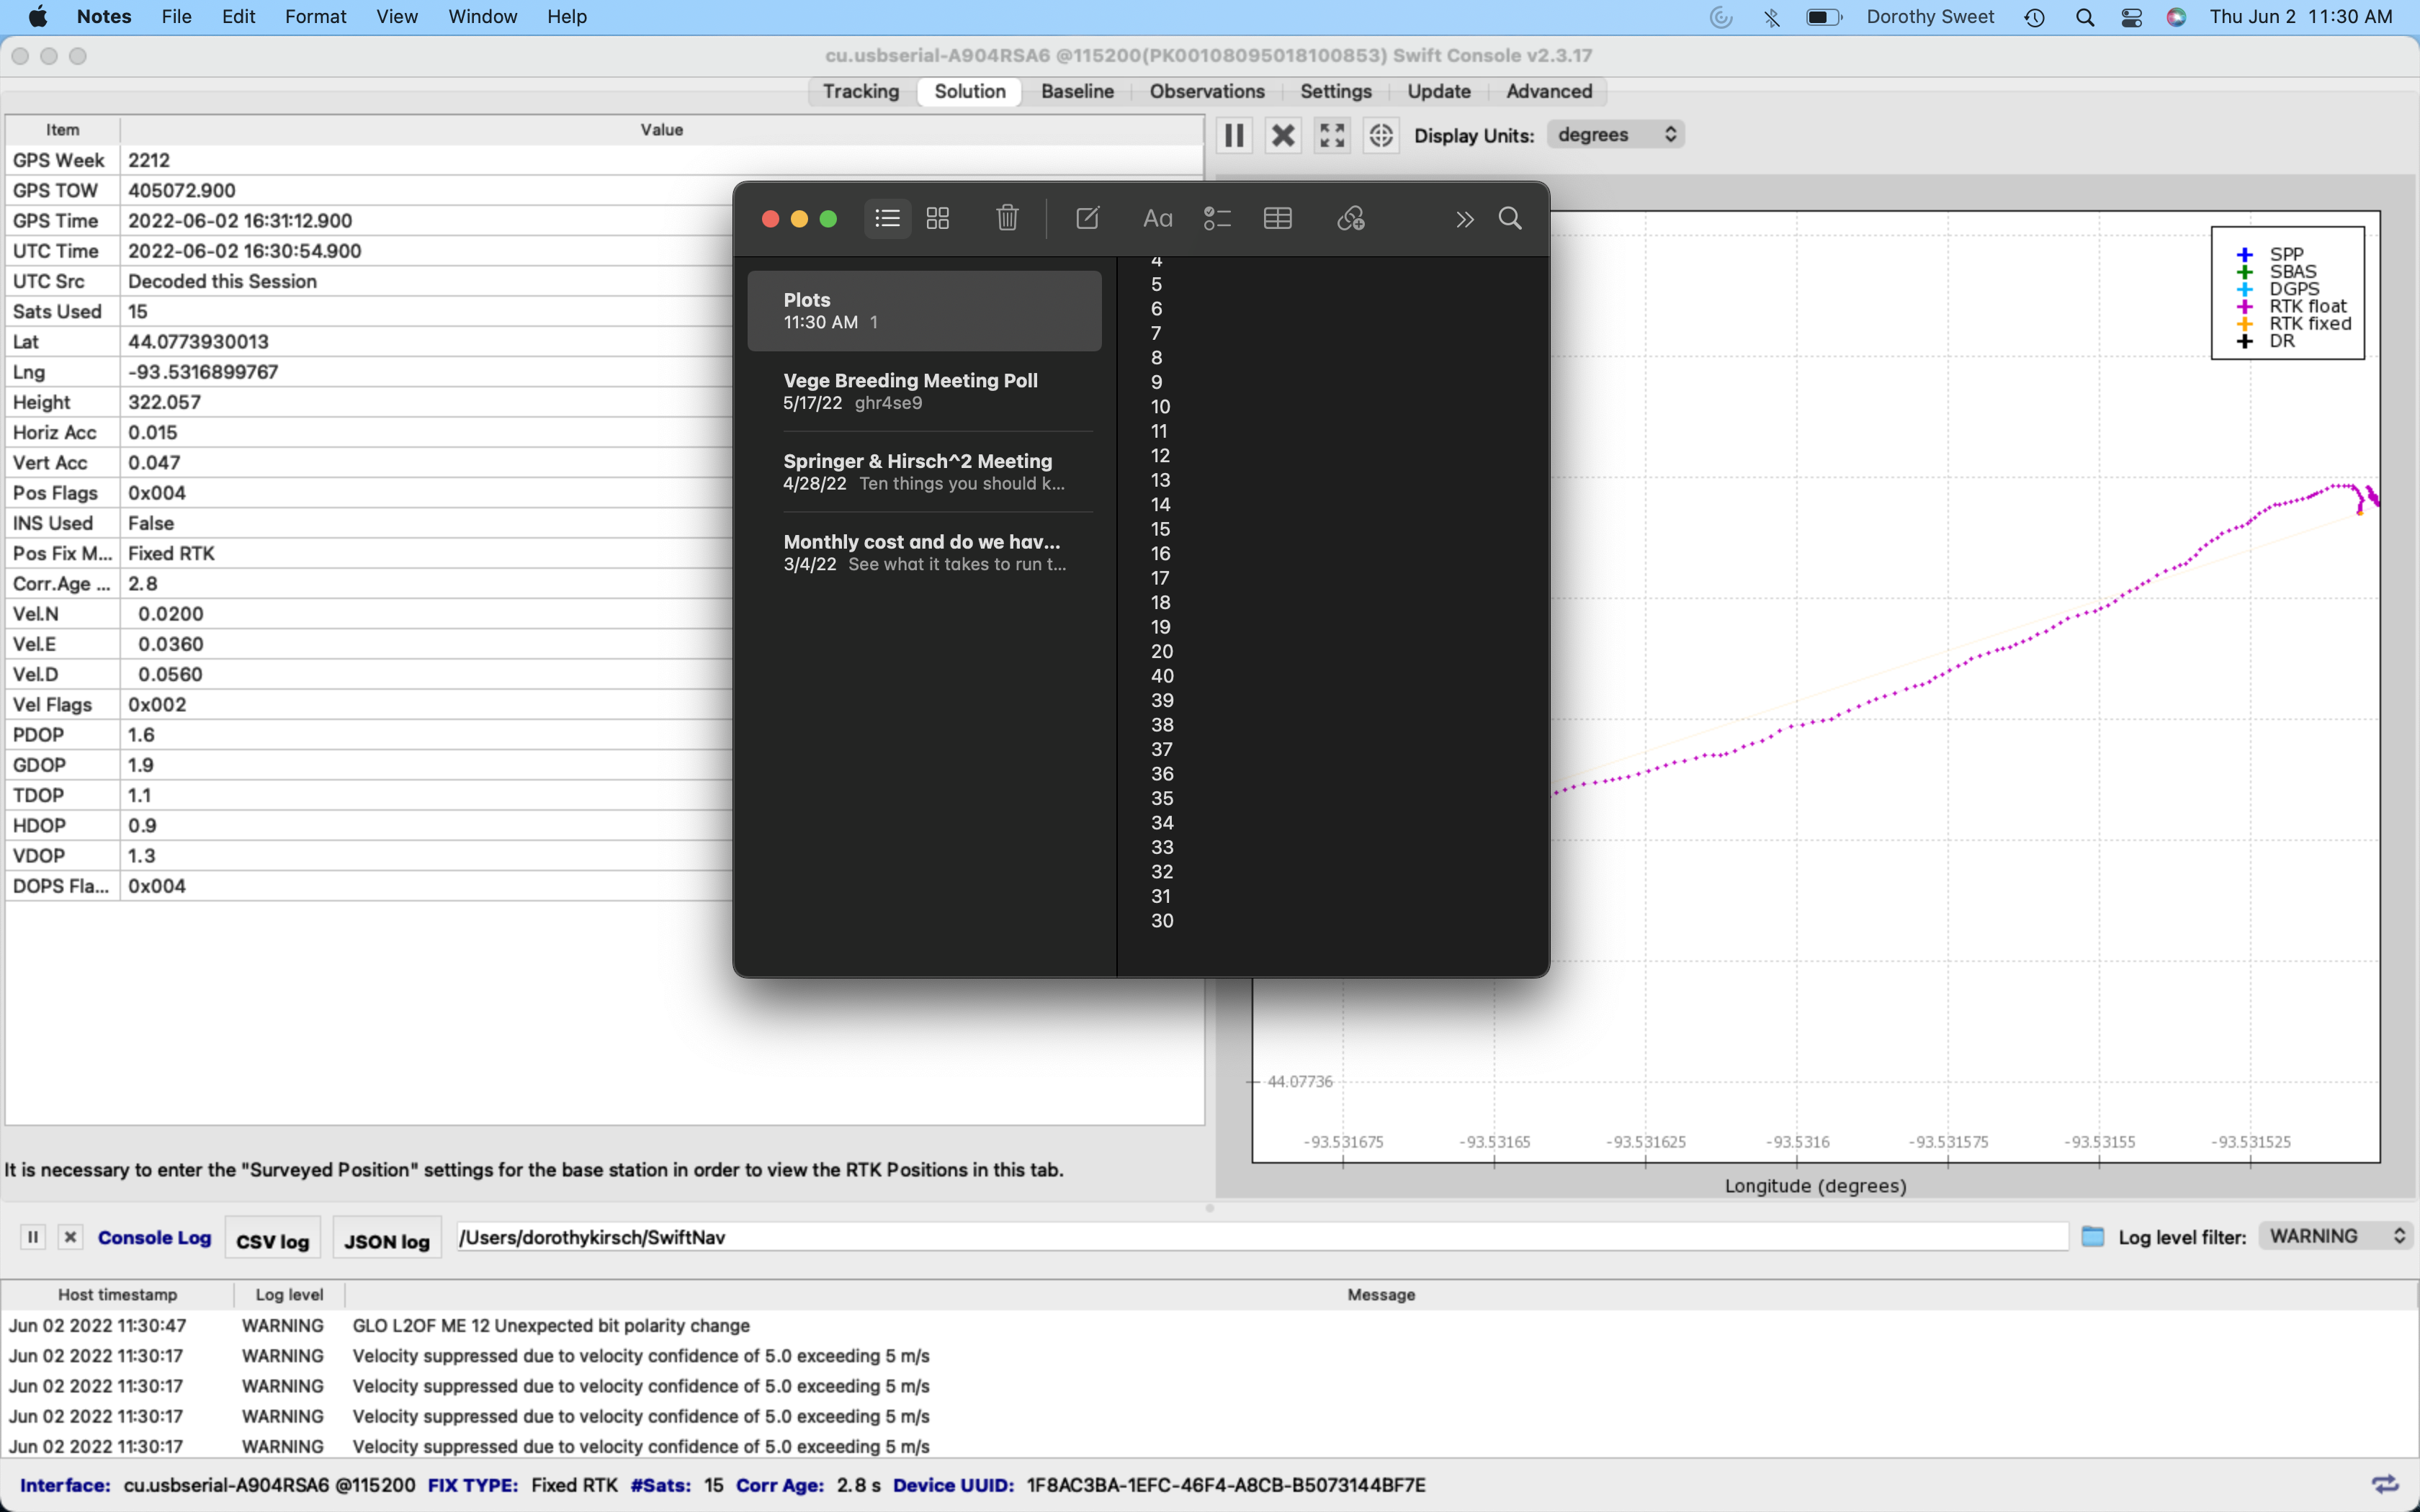 Notes File Edit Format View Window Help Dorothy Sweet Thu Jun 2 11:30 AM
cu.usbserial-A904RSA6 @115200(PK00108095018100853) Swift Console v2.3.17
Tracking Solution Baseline Observations Settings Update Advanced
Item Value
GPS Week 2212
GPS TOW 405072.900
GPS Time 2022-06-02 16:31:12.900
UTC Time 2022-06-02 16:30:54.900
UTC Src Decoded this Session
Sats Used 15
Lat 44.0773930013
Lng -93.5316899767
Height 322.057
Horiz Acc 0.015
Vert Acc 0.047
Pos Flags 0x004
INS Used False
Pos Fix M... Fixed RTK
Corr.Age ... 2.8
Vel.N 0.0200
Vel.E 0.0360
Vel.D 0.0560
Vel Flags 0x002
PDOP 1.6
GDOP 1.9
TDOP 1.1
HDOP 0.9
VDOP 1.3
DOPS Fla... 0x004
It is necessary to enter the "Surveyed Position" settings for the base station in order to view the RTK Positions in this tab.
Aa
Plots
11:30 AM 1
Vege Breeding Meeting Poll
5/17/22 ghr4se9
Springer & Hirsch^2 Meeting
4/28/22 Ten things you should k...
Monthly cost and do we hav...
3/4/22 See what it takes to run t...
4
5
6
7
8
9
10
11
12
13
14
15
16
17
18
19
20
40
39
38
37
36
35
34
33
32
31
30
Display Units: degrees
SPP
SBAS
DGPS
RTK float
RTK fixed
DR
44.07736
-93.531675 -93.53165 -93.531625 -93.5316 -93.531575 -93.53155 -93.531525
Longitude (degrees)
Console Log CSV log JSON log /Users/dorothykirsch/SwiftNav Log level filter: WARNING
Host timestamp Log level Message
Jun 02 2022 11:30:47 WARNING GLO L2OF ME 12 Unexpected bit polarity change
Jun 02 2022 11:30:17 WARNING Velocity suppressed due to velocity confidence of 5.0 exceeding 5 m/s
Jun 02 2022 11:30:17 WARNING Velocity suppressed due to velocity confidence of 5.0 exceeding 5 m/s
Jun 02 2022 11:30:17 WARNING Velocity suppressed due to velocity confidence of 5.0 exceeding 5 m/s
Jun 02 2022 11:30:17 WARNING Velocity suppressed due to velocity confidence of 5.0 exceeding 5 m/s
Interface: cu.usbserial-A904RSA6 @115200 FIX TYPE: Fixed RTK #Sats: 15 Corr Age: 2.8 s Device UUID: 1F8AC3BA-1EFC-46F4-A8CB-B5073144BF7E